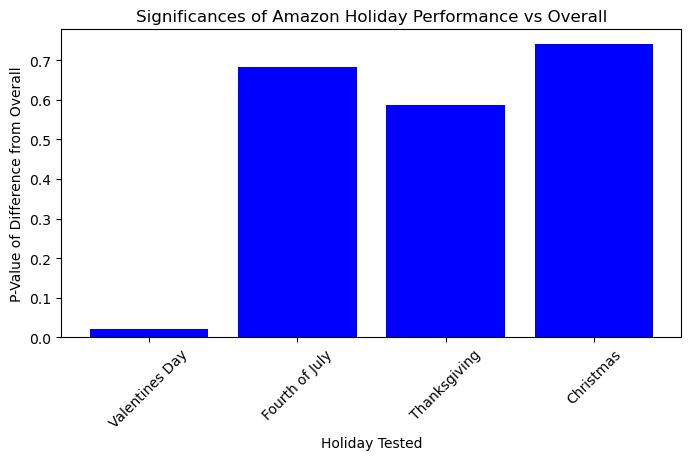 Significances of Amazon Holiday Performance vs Overall
P-Value of Difference from Overall
0.7
0.6
0.5
0.4
0.3
0.2
0.1
0.0
Valentines Day
Fourth of July
Thanksgiving
Christmas
Holiday Tested